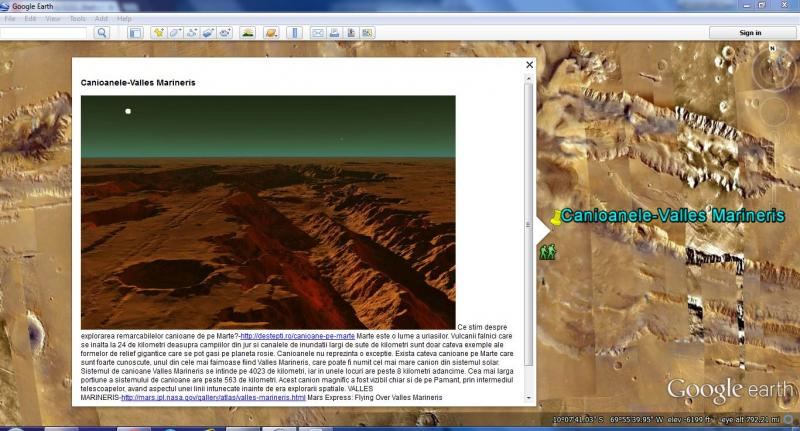 Google Earth
File Edit View Tools Add Help
Sign in
N
Canioanele-Valles Marineris
Ce stim despre
explorarea remarcabilelor canioane de pe Marte?-http://destepti.ro/canioane-pe-marte Marte este o lume a uriasilor. Vulcanii falnici care
se inalta la 24 de kilometri deasupra campiilor din jur si canalele de inundatii largi de sute de kilometri sunt doar cateva exemple ale
formelor de relief gigantice care se pot gasi pe planeta rosie. Canioanele nu reprezinta o exceptie. Exista cateva canioane pe Marte care
sunt foarte cunoscute, unul din cele mai faimoase fiind Valles Marineris, care poate fi numit cel mai mare canion din sistemul solar.
Sistemul de canioane Valles Marineris se intinde pe 4023 de kilometri, iar in unele locuri are peste 8 kilometri adancime. Cea mai larga
portiune a sistemului de canioane are peste 563 de kilometri. Acest canion magnific a fost vizibil chiar si de pe Pamant, prin intermediul
telescoapelor, avand aspectul unei linii intunecate inainte de era explorarii spatiale. VALLES
MARINERIS-http://mars.jpl.nasa.gov/gallery/atlas/valles-marineris.html Mars Express: Flying Over Valles Marineris
Canioanele-Valles Marineris
Google earth
10°07'41.03" S 69°55'39.95" W elev -6199 ft eye alt 792.21 mi